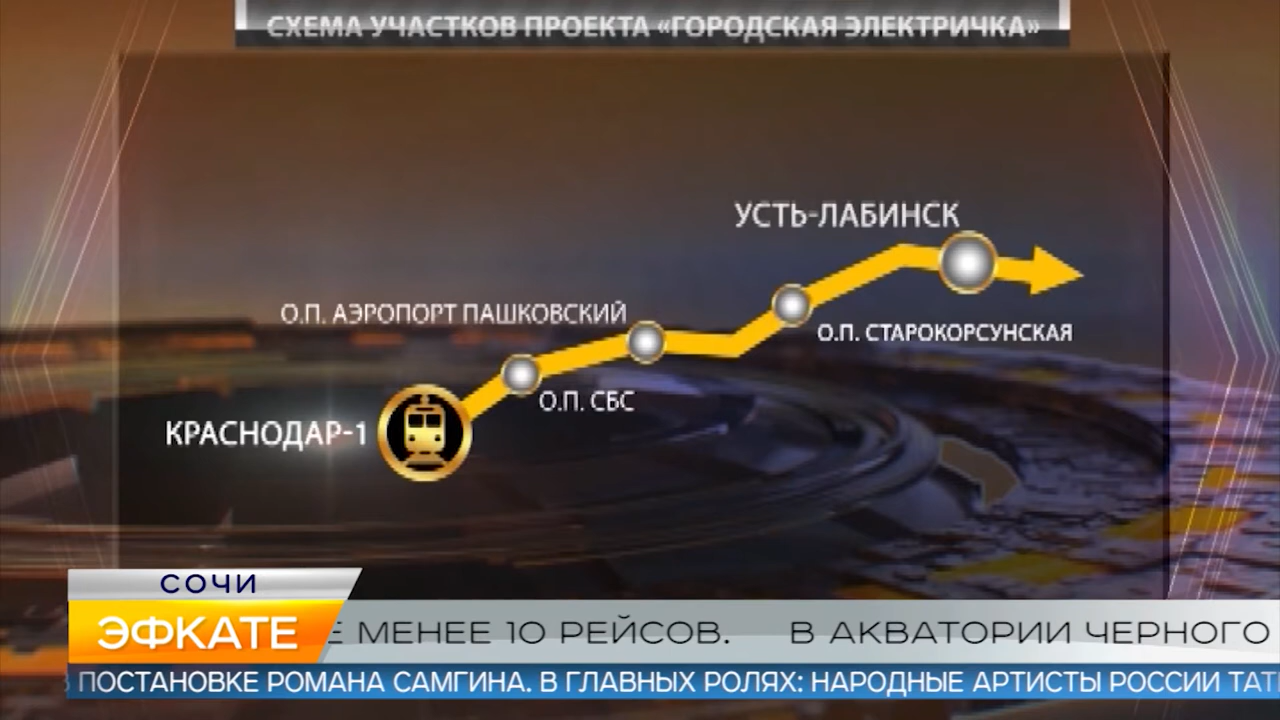 СХЕМА УЧАСТКОВ ПРОЕКТА «ГОРОДСКАЯ ЭЛЕКТРИЧКА»
УСТЬ-ЛАБИНСК
О.П. АЭРОПОРТ ПАШКОВСКИЙ
О.П. СТАРОКОРСУНСКАЯ
О.П. СБС
КРАСНОДАР-1
СОЧИ
ЭФКАТЕ
Е МЕНЕЕ 10 РЕЙСОВ. В АКВАТОРИИ ЧЕРНОГО
ПОСТАНОВКЕ РОМАНА САМГИНА. В ГЛАВНЫХ РОЛЯХ: НАРОДНЫЕ АРТИСТЫ РОССИИ ТАТ